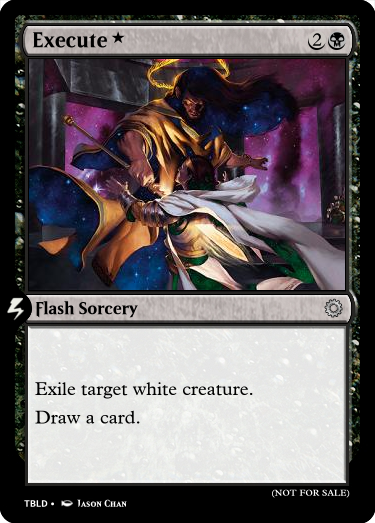 Execute ★ 2
Flash Sorcery
Exile target white creature.
Draw a card.
(NOT FOR SALE)
TBLD • Jason Chan